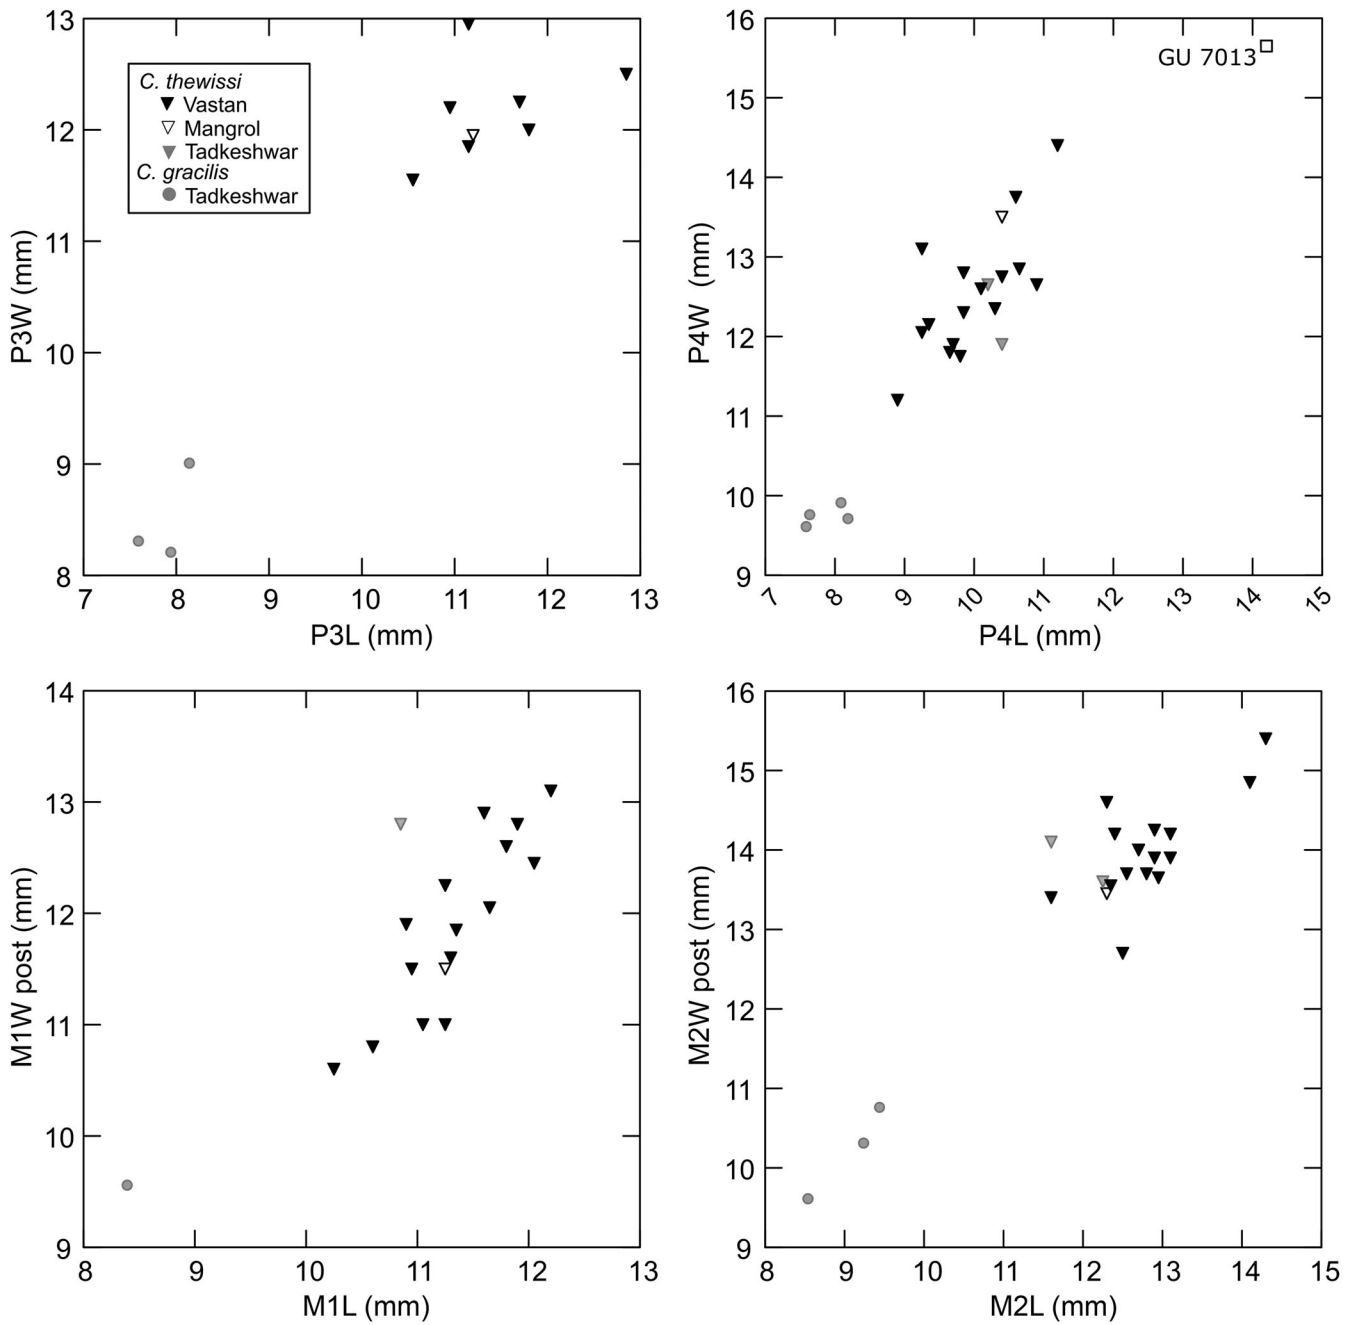 13
12
11
10
9
8
P3W (mm)
C. thewissi
Vastan
Mangrol
Tadkeshwar
C. gracilis
Tadkeshwar
7 8 9 10 11 12 13
P3L (mm)
16
15
14
13
12
11
10
9
P4W (mm)
GU 7013
7 8 9 10 11 12 13 14 15
P4L (mm)
14
13
12
11
10
9
M1W post (mm)
8 9 10 11 12 13
M1L (mm)
16
15
14
13
12
11
10
9
M2W post (mm)
8 9 10 11 12 13 14 15
M2L (mm)